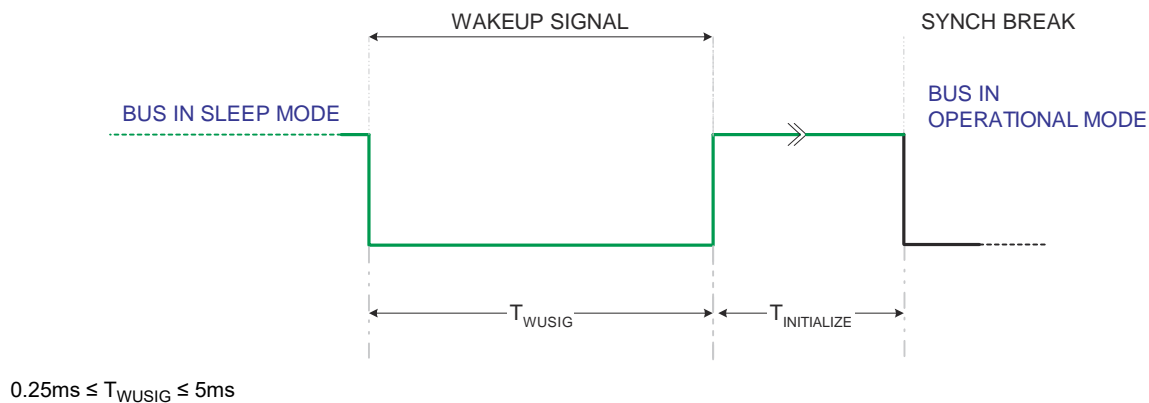 WAKEUP SIGNAL
SYNCH BREAK
BUS IN SLEEP MODE
BUS IN
OPERATIONAL MODE
TWUSIG
TINITIALIZE
0.25ms ≤ TWUSIG ≤ 5ms